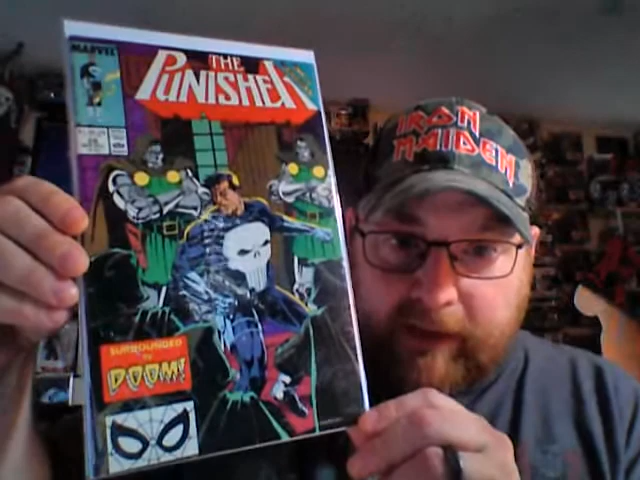 MARVEL
THE
PUNISHER
IRON
MAIDEN
SURROUNDED
BY
DOOM!